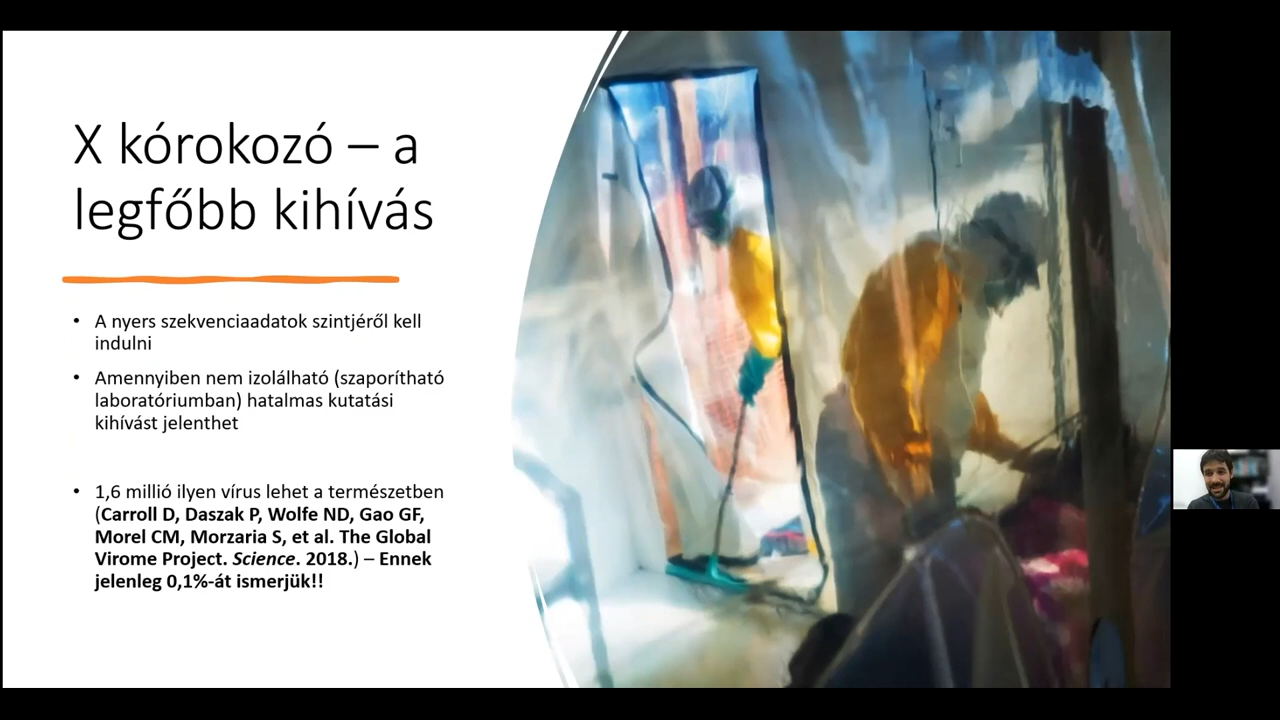 X kórokozó – a
legfőbb kihívás
• A nyers szekvenciaadatok szintjéről kell
indulni
• Amennyiben nem izolálható (szaporítható
laboratóriumban) hatalmas kutatási
kihívást jelenthet
• 1,6 millió ilyen vírus lehet a természetben
(Carroll D, Daszak P, Wolfe ND, Gao GF,
Morel CM, Morzaria S, et al. The Global
Virome Project. Science. 2018.) – Ennek
jelenleg 0,1%-át ismerjük!!